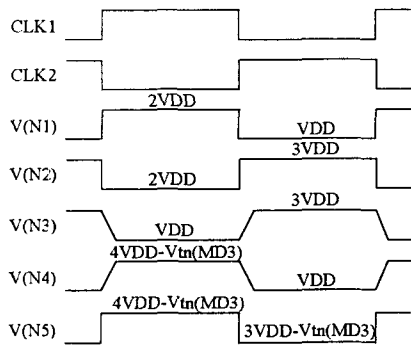 CLK1
CLK2
2VDD
V(N1)
VDD
3VDD
V(N2)
2VDD
3VDD
V(N3)
VDD
4VDD-Vtn(MD3)
V(N4)
VDD
4VDD-Vtn(MD3)
V(N5)
3VDD-Vtn(MD3)